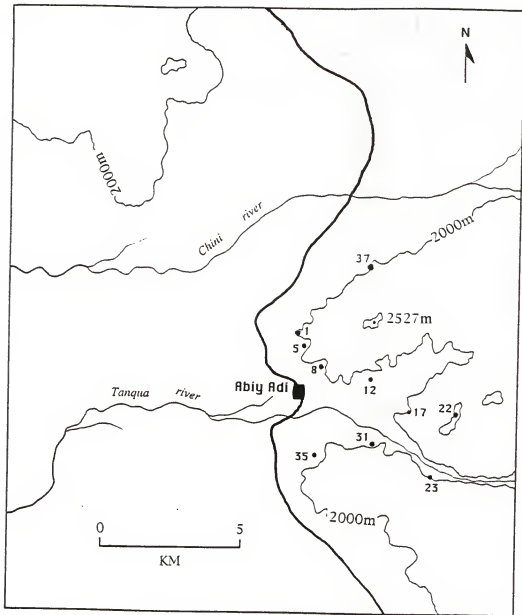 N
2000m
Chini river
2000m
37
1
2527m
5
8
Abiy Adi
12
Tanqua river
17
22
31
35
23
2000m
0 5
KM